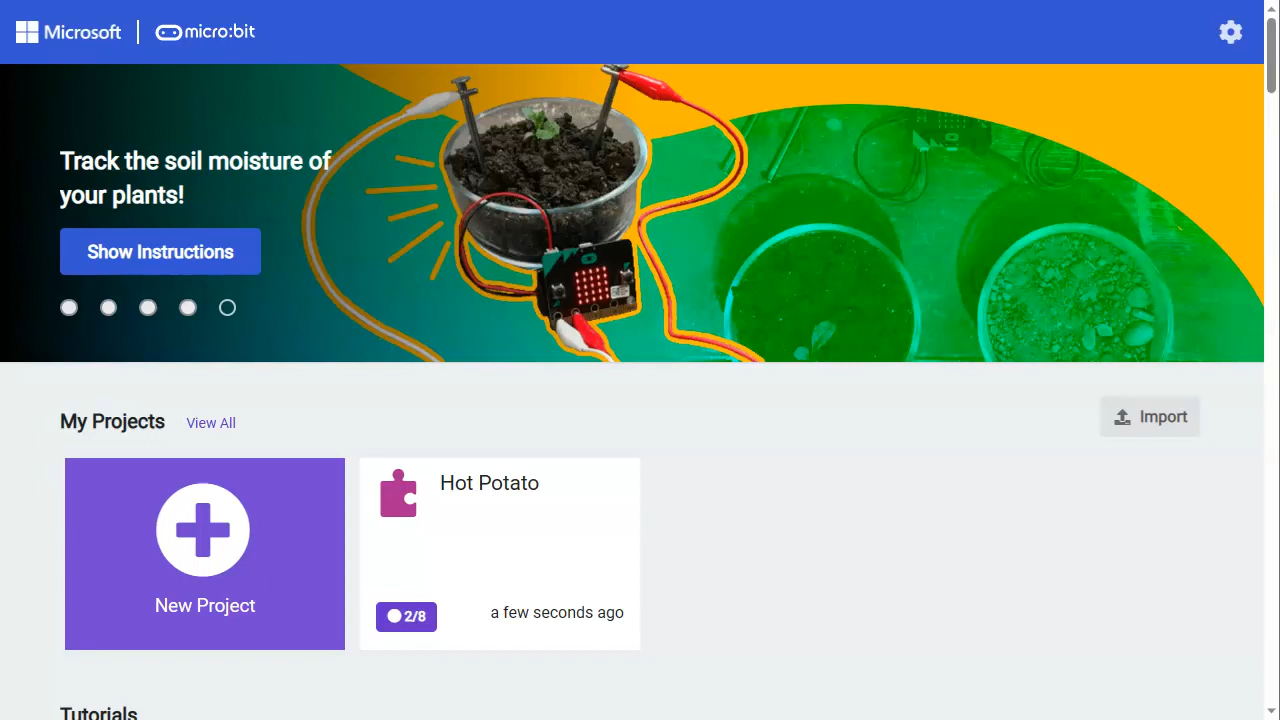 Microsoft
micro:bit
Track the soil moisture of
your plants!
Show Instructions
My Projects
View All
Import
New Project
Hot Potato
2/8
a few seconds ago
Tutorials